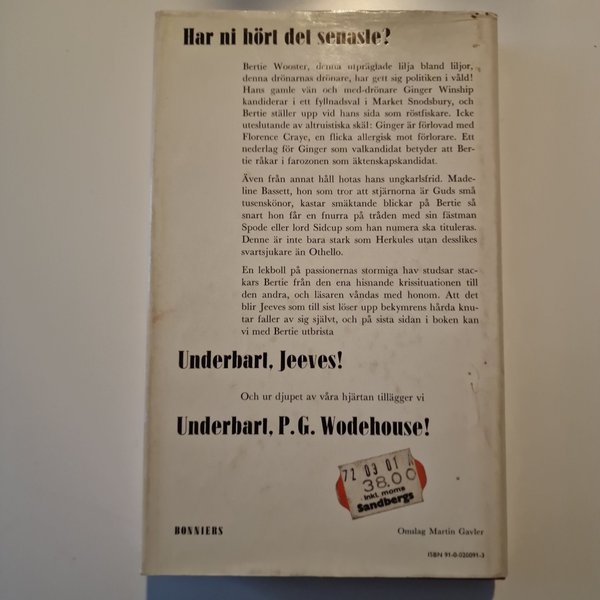 Har ni hört det senaste?
Bertie Wooster, denna utpräglade lilja bland liljor,
denna drönarnas drönare, har gett sig politiken i våld!
Hans gamle vän och med-drönare Ginger Winship
kandiderar i ett fyllnadsval i Market Snodsbury, och
Bertie ställer upp vid hans sida som röstfiskare. Icke
uteslutande av altruistiska skäl: Ginger är förlovad med
Florence Craye, en flicka allergisk mot förlorare. Ett
nederlag för Ginger som valkandidat betyder att Ber-
tie råkar i farozonen som äktenskapskandidat.
Även från annat håll hotas hans ungkarlsfrid. Made-
line Bassett, hon som tror att stjärnorna är Guds små
tusenskönor, kastar smäktande blickar på Bertie så
snart hon får en fnurra på tråden med sin fästman
Spode eller lord Sidcup som han numera ska tituleras.
Denne är inte bara stark som Herkules utan desslikes
svartsjukare än Othello.
En lekboll på passionernas stormiga hav studsar stac-
kars Bertie från den ena hisnande krissituationen till
den andra, och läsaren våndas med honom. Att det
blir Jeeves som till sist löser upp bekymrens hårda knu-
tar faller av sig självt, och på sista sidan i boken kan
vi med Bertie utbrista
Underbart, Jeeves!
Och ur djupet av våra hjärtan tillägger vi
Underbart, P. G. Wodehouse!
72 03 01 A
38.00
Inkl. moms
Sandbergs
BONNIERS
Omslag Martin Gavler
ISBN 91-0-020091-3